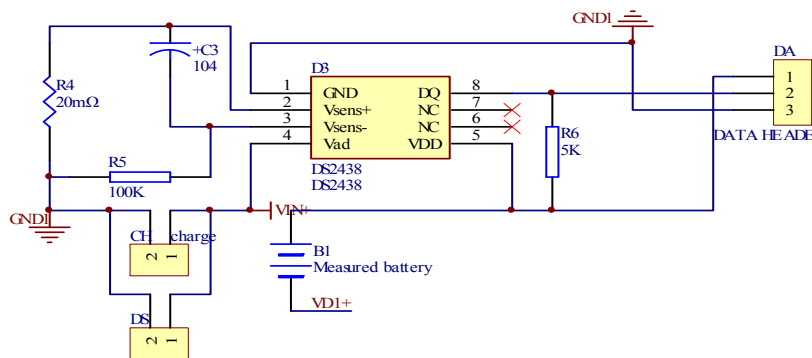 GND1
+C3
104
R4
20mΩ
D3
1 GND DQ 8
2 Vsens+ NC 7
3 Vsens- NC 6
4 Vad VDD 5
DS2438
DS2438
R6
5K
DA
1
2
3
DATA HEADE
R5
100K
GND1
VIN+
CH charge
2 1
B1
Measured battery
VD1+
DS
2 1